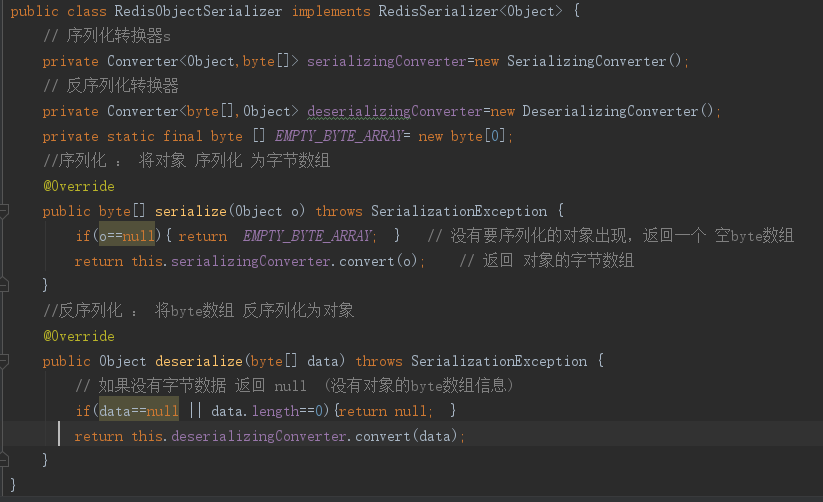 public class RedisObjectSerializer implements RedisSerializer<Object> {
// 序列化转换器s
private Converter<Object,byte[]> serializingConverter=new SerializingConverter();
// 反序列化转换器
private Converter<byte[],Object> deserializingConverter=new DeserializingConverter();
private static final byte [] EMPTY_BYTE_ARRAY= new byte[0];
//序列化 : 将对象 序列化 为字节数组
@Override
public byte[] serialize(Object o) throws SerializationException {
if(o==null){ return  EMPTY_BYTE_ARRAY;  }   // 没有要序列化的对象出现，返回一个 空byte数组
return this.serializingConverter.convert(o);    // 返回 对象的字节数组
}
//反序列化 : 将byte数组 反序列化为对象
@Override
public Object deserialize(byte[] data) throws SerializationException {
// 如果没有字节数据 返回 null （没有对象的byte数组信息）
if(data==null || data.length==0){return null;  }
return this.deserializingConverter.convert(data);
}
}